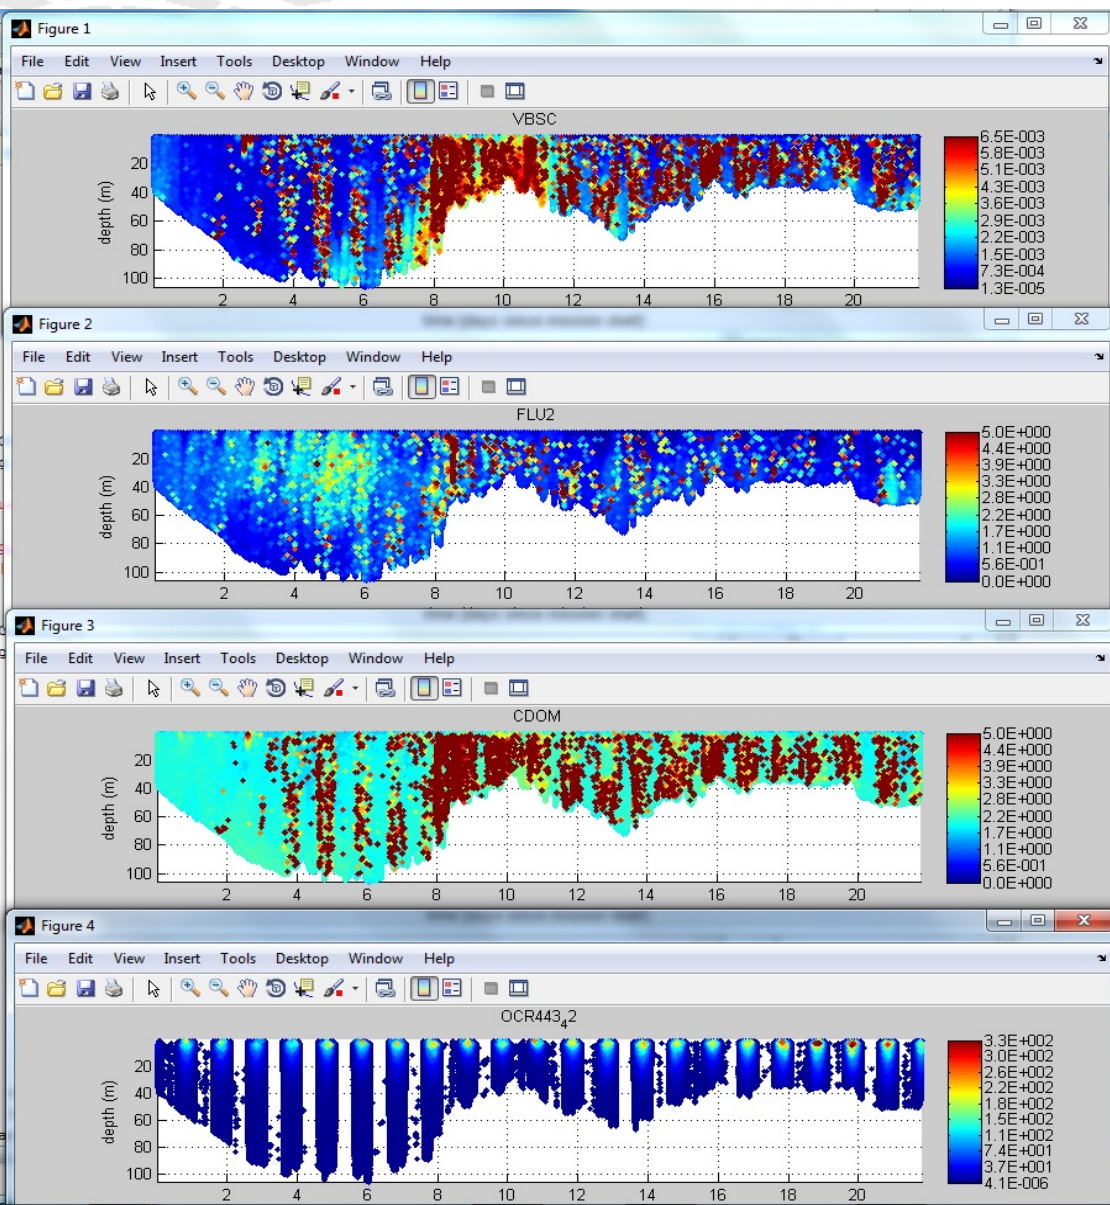 Figure 1
File Edit View Insert Tools Desktop Window Help
VBSC
depth (m)
20
40
60
80
100
2 4 6 8 10 12 14 16 18 20
6.5E-003
5.8E-003
5.1E-003
4.3E-003
3.6E-003
2.9E-003
2.2E-003
1.5E-003
7.3E-004
1.3E-005
Figure 2
File Edit View Insert Tools Desktop Window Help
FLU2
depth (m)
20
40
60
80
100
2 4 6 8 10 12 14 16 18 20
5.0E+000
4.4E+000
3.9E+000
3.3E+000
2.8E+000
2.2E+000
1.7E+000
1.1E+000
5.6E-001
0.0E+000
Figure 3
File Edit View Insert Tools Desktop Window Help
CDOM
depth (m)
20
40
60
80
100
2 4 6 8 10 12 14 16 18 20
5.0E+000
4.4E+000
3.9E+000
3.3E+000
2.8E+000
2.2E+000
1.7E+000
1.1E+000
5.6E-001
0.0E+000
Figure 4
File Edit View Insert Tools Desktop Window Help
OCR443₄2
depth (m)
20
40
60
80
100
2 4 6 8 10 12 14 16 18 20
3.3E+002
3.0E+002
2.6E+002
2.2E+002
1.8E+002
1.5E+002
1.1E+002
7.4E+001
3.7E+001
4.1E-006